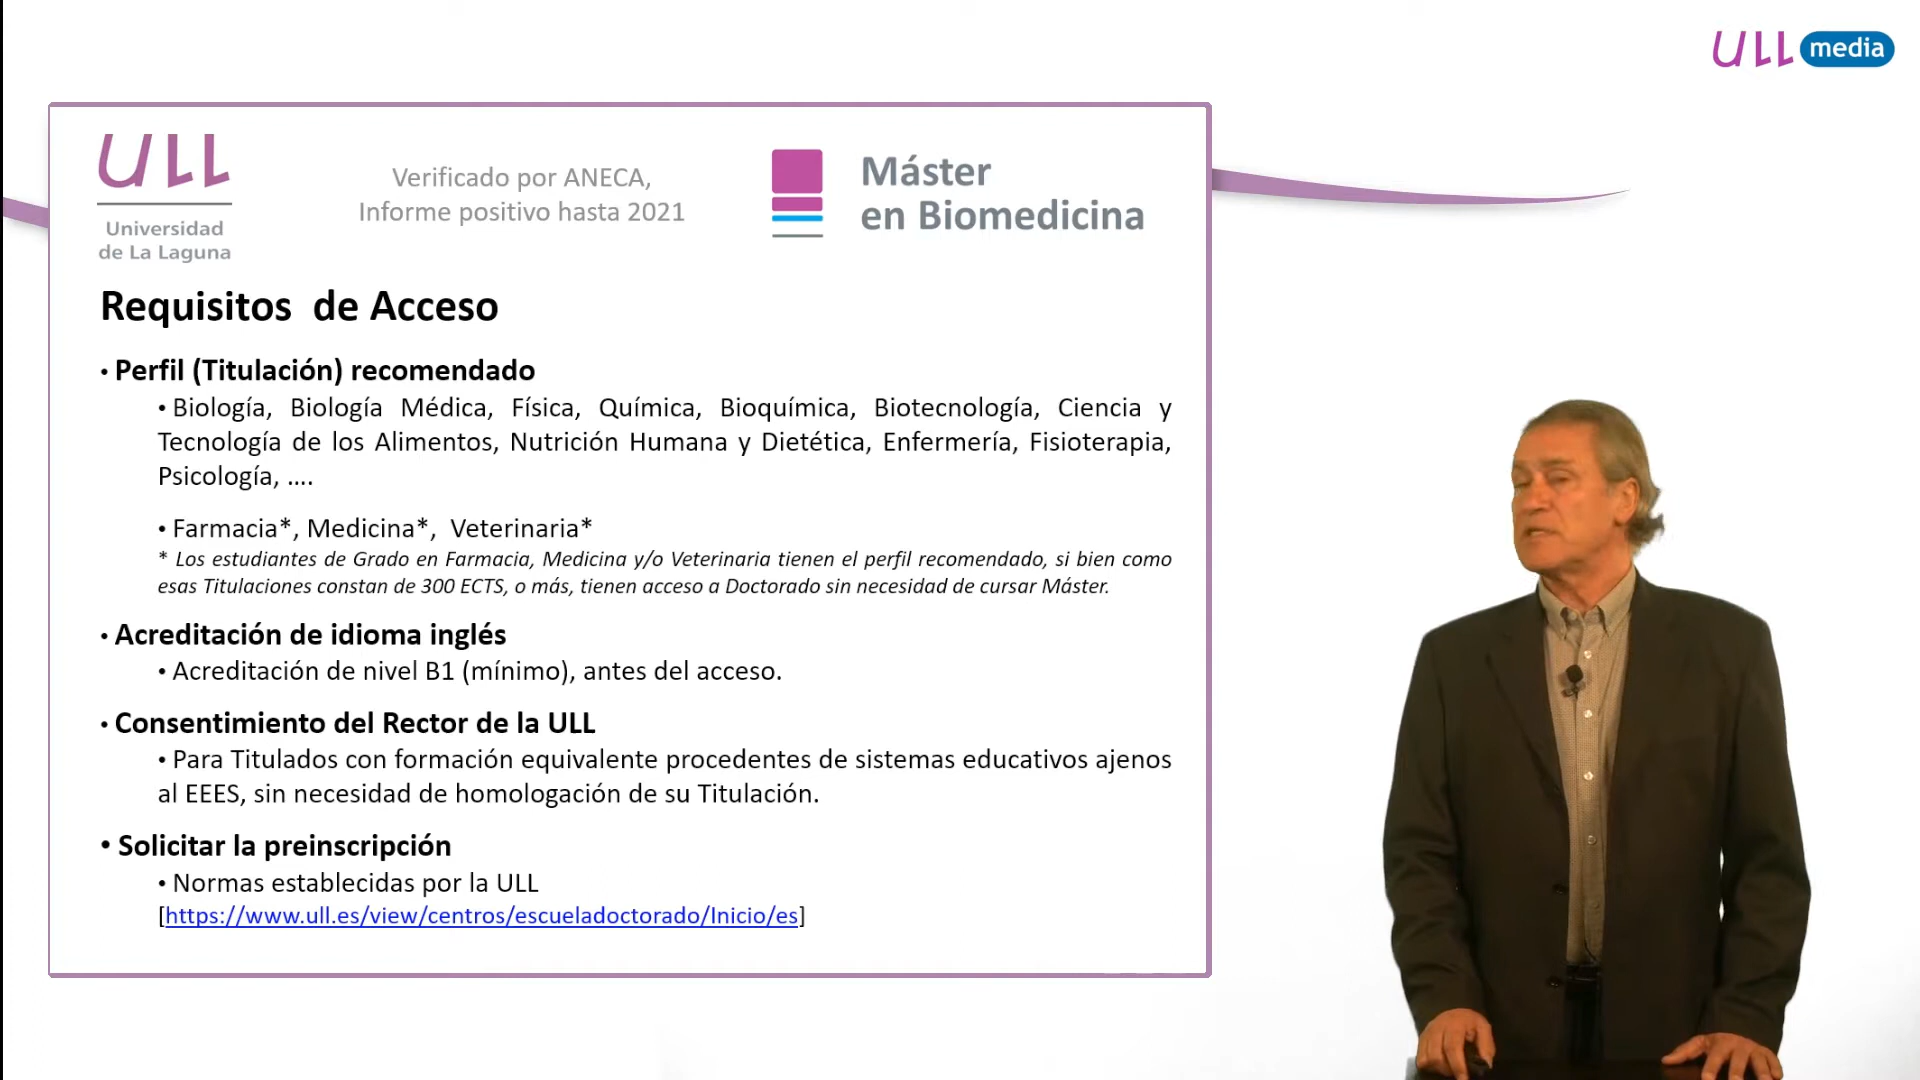 ULL media
ULL
Universidad
de La Laguna
Verificado por ANECA,
Informe positivo hasta 2021
Máster
en Biomedicina
Requisitos de Acceso
• Perfil (Titulación) recomendado
• Biología, Biología Médica, Física, Química, Bioquímica, Biotecnología, Ciencia y
Tecnología de los Alimentos, Nutrición Humana y Dietética, Enfermería, Fisioterapia,
Psicología, ....
• Farmacia*, Medicina*, Veterinaria*
* Los estudiantes de Grado en Farmacia, Medicina y/o Veterinaria tienen el perfil recomendado, si bien como
esas Titulaciones constan de 300 ECTS, o más, tienen acceso a Doctorado sin necesidad de cursar Máster.
• Acreditación de idioma inglés
• Acreditación de nivel B1 (mínimo), antes del acceso.
• Consentimiento del Rector de la ULL
• Para Titulados con formación equivalente procedentes de sistemas educativos ajenos
al EEES, sin necesidad de homologación de su Titulación.
• Solicitar la preinscripción
• Normas establecidas por la ULL
[https://www.ull.es/view/centros/escueladoctorado/Inicio/es]